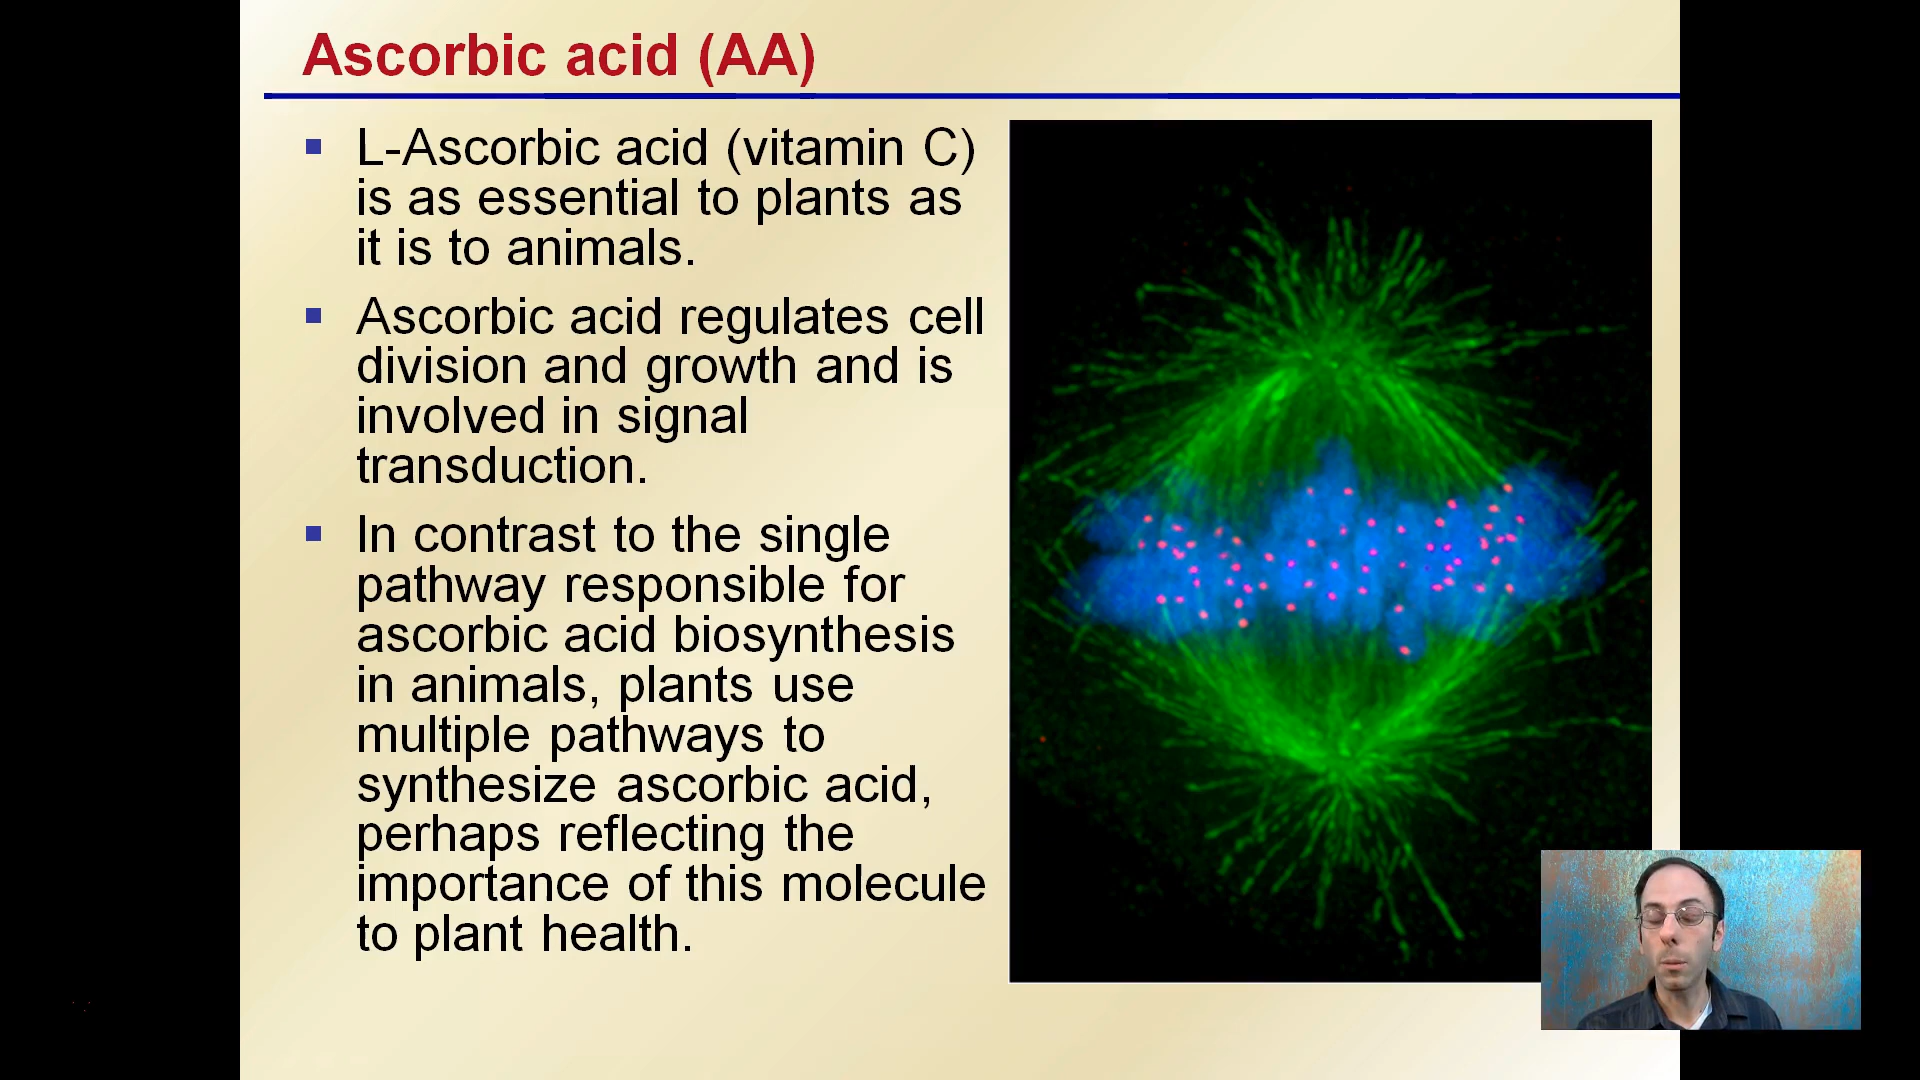 Ascorbic acid (AA)
L-Ascorbic acid (vitamin C)
is as essential to plants as
it is to animals.
Ascorbic acid regulates cell
division and growth and is
involved in signal
transduction.
In contrast to the single
pathway responsible for
ascorbic acid biosynthesis
in animals, plants use
multiple pathways to
synthesize ascorbic acid,
perhaps reflecting the
importance of this molecule
to plant health.